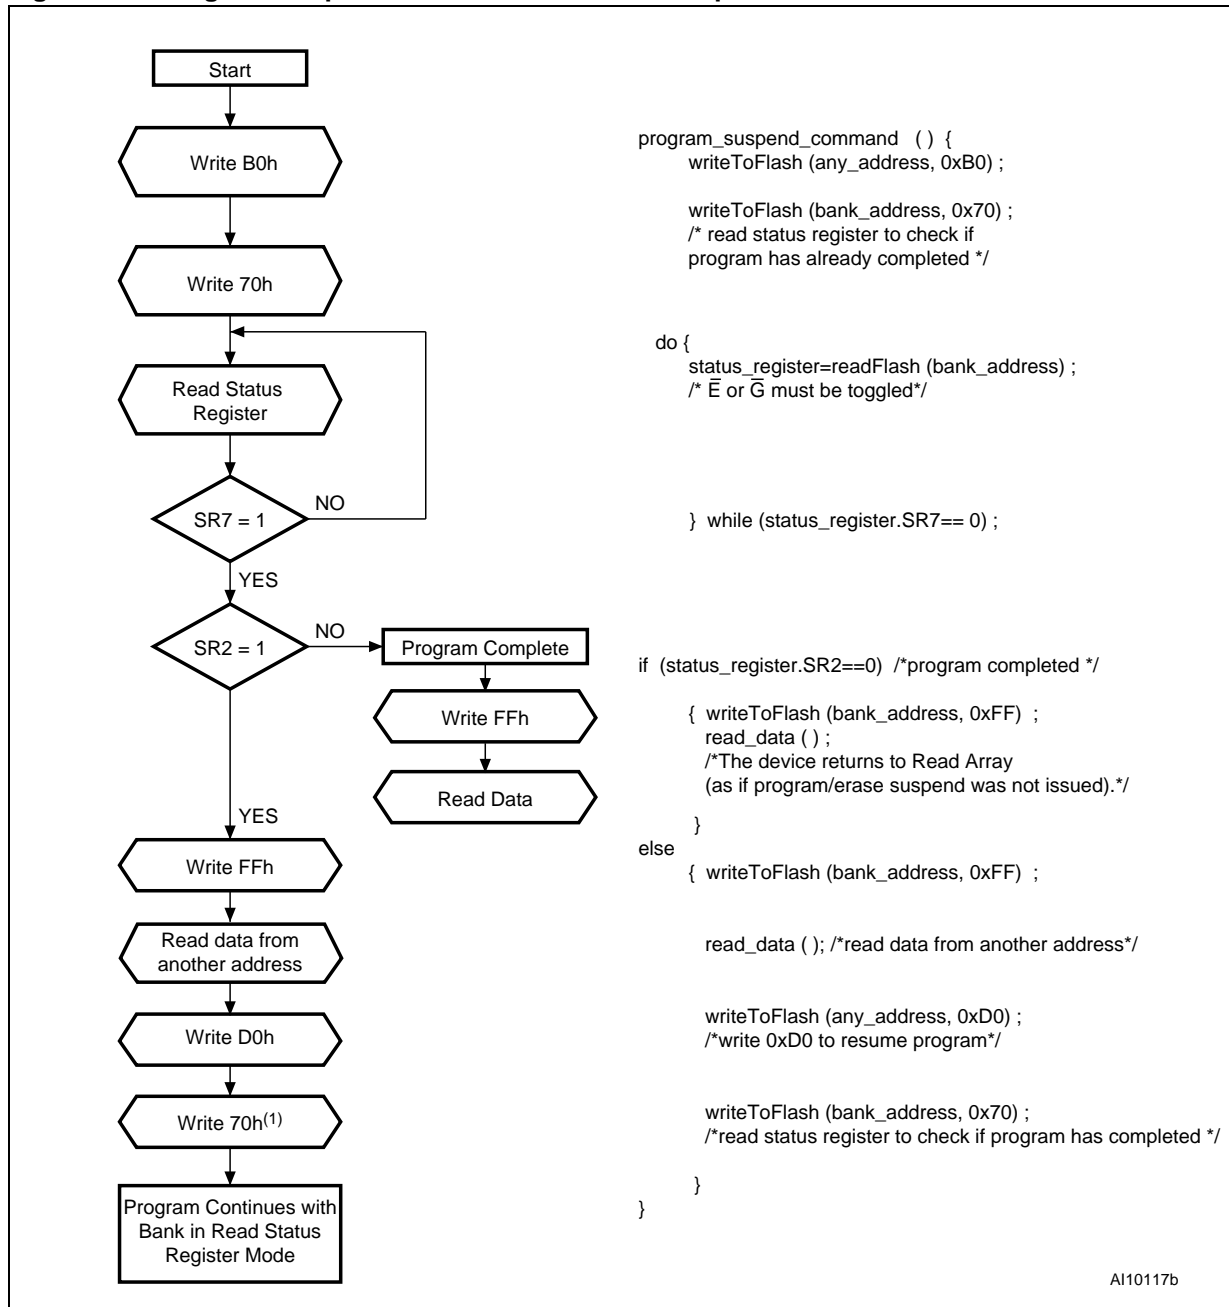 Start
Write B0h
Write 70h
Read Status
Register
SR7 = 1
NO
YES
SR2 = 1
NO
Program Complete
Write FFh
Read Data
YES
Write FFh
Read data from
another address
Write D0h
Write 70h(1)
Program Continues with
Bank in Read Status
Register Mode
program_suspend_command ( ) {
writeToFlash (any_address, 0xB0) ;
writeToFlash (bank_address, 0x70) ;
/* read status register to check if
program has already completed */
do {
status_register=readFlash (bank_address) ;
/* E̅ or G̅ must be toggled*/
} while (status_register.SR7== 0) ;
if (status_register.SR2==0) /*program completed */
{ writeToFlash (bank_address, 0xFF) ;
read_data ( ) ;
/*The device returns to Read Array
(as if program/erase suspend was not issued).*/
}
else
{ writeToFlash (bank_address, 0xFF) ;
read_data ( ); /*read data from another address*/
writeToFlash (any_address, 0xD0) ;
/*write 0xD0 to resume program*/
writeToFlash (bank_address, 0x70) ;
/*read status register to check if program has completed */
}
}
AI10117b